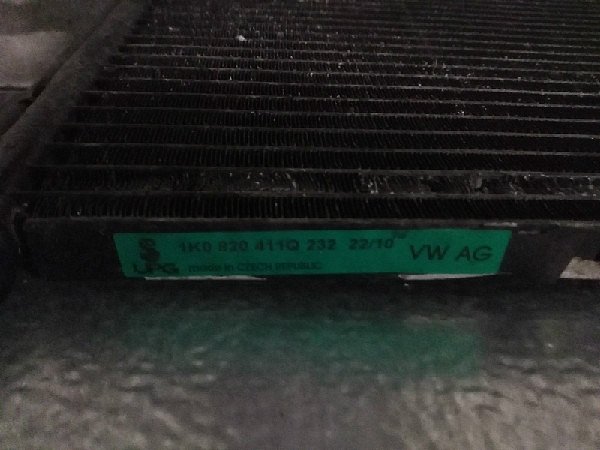 1K0 820 411Q 232 22/10
VW AG
made in CZECH REPUBLIC